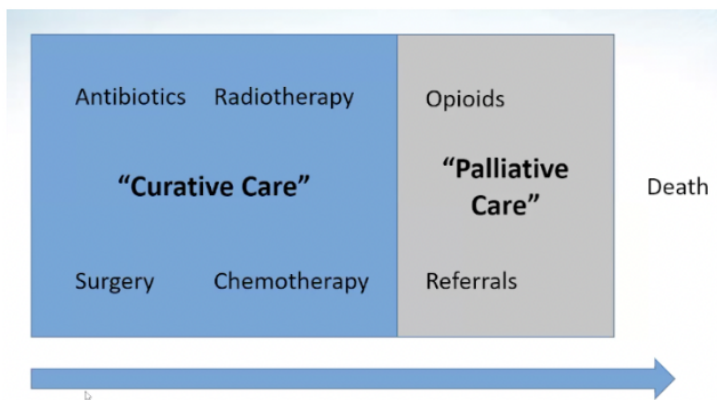 Antibiotics Radiotherapy
Opioids
“Curative Care”
“Palliative
Care”
Death
Surgery Chemotherapy
Referrals